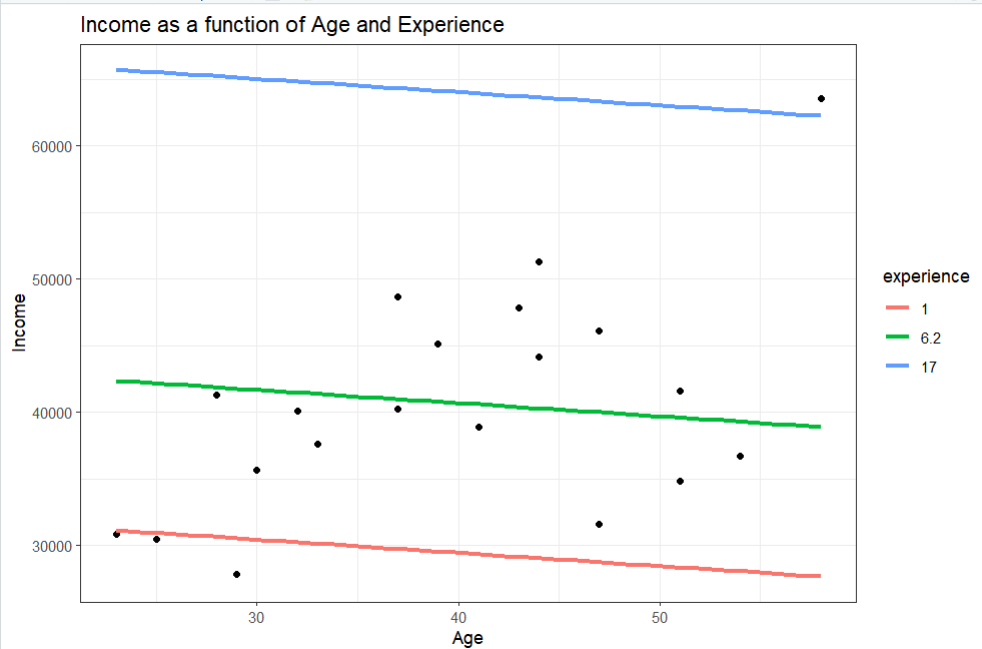 Income as a function of Age and Experience
60000
50000
40000
30000
Income
30 40 50
Age
experience
1
6.2
17